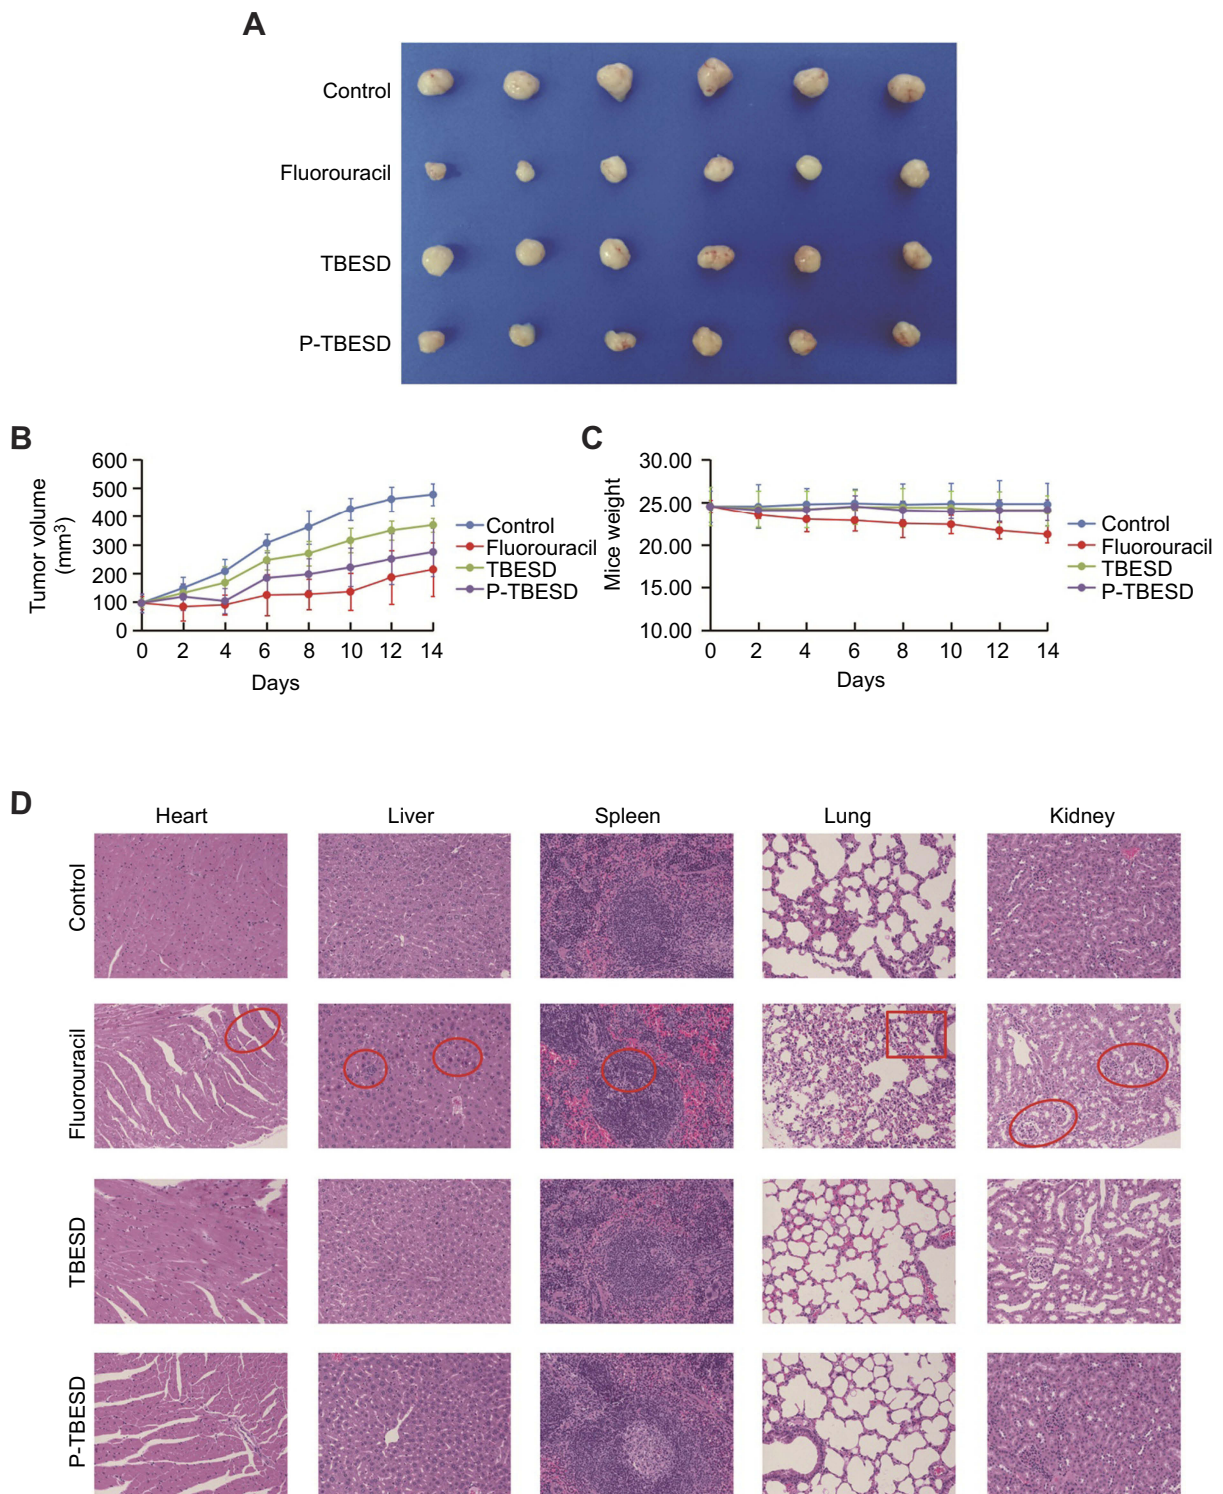 A
Control
Fluorouracil
TBESD
P-TBESD
B
Tumor volume
(mm³)
600
500
400
300
200
100
0
0 2 4 6 8 10 12 14
Days
Control
Fluorouracil
TBESD
P-TBESD
C
Mice weight
30.00
25.00
20.00
15.00
10.00
0 2 4 6 8 10 12 14
Days
Control
Fluorouracil
TBESD
P-TBESD
D
Heart Liver Spleen Lung Kidney
Control
Fluorouracil
TBESD
P-TBESD